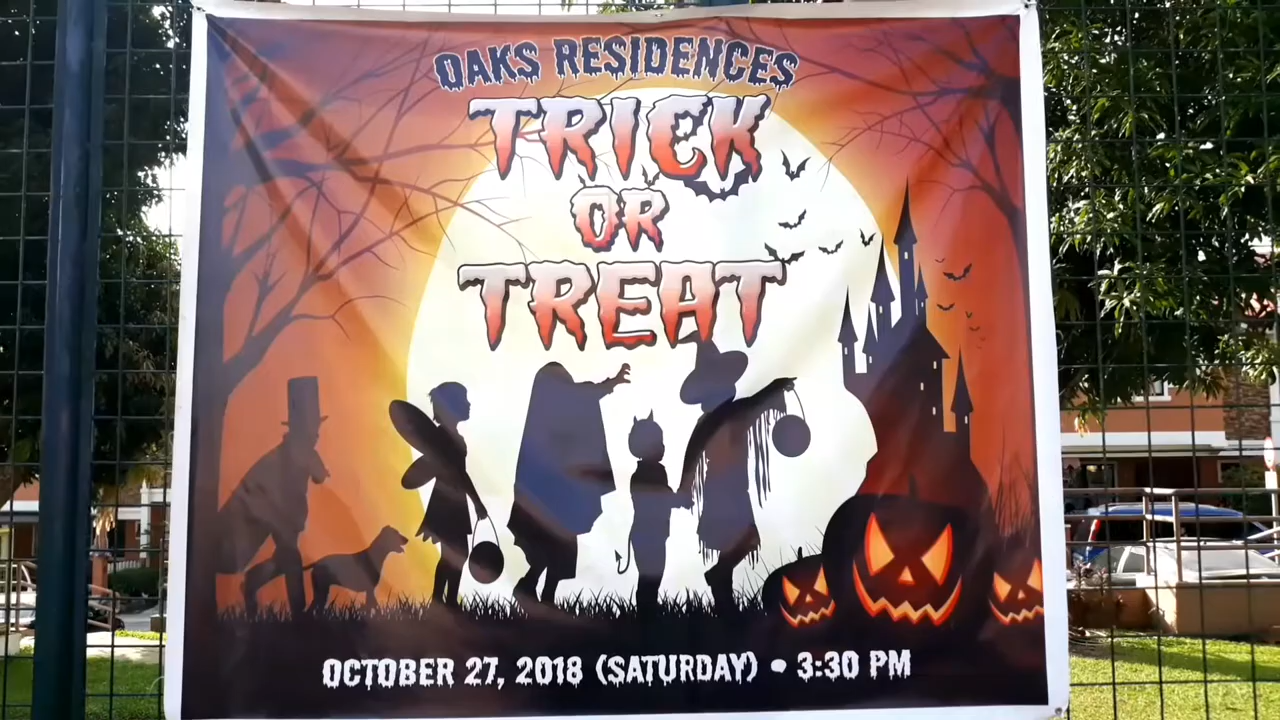 OAKS RESIDENCES
TRICK
OR
TREAT
OCTOBER 27, 2018 (SATURDAY) • 3:30 PM